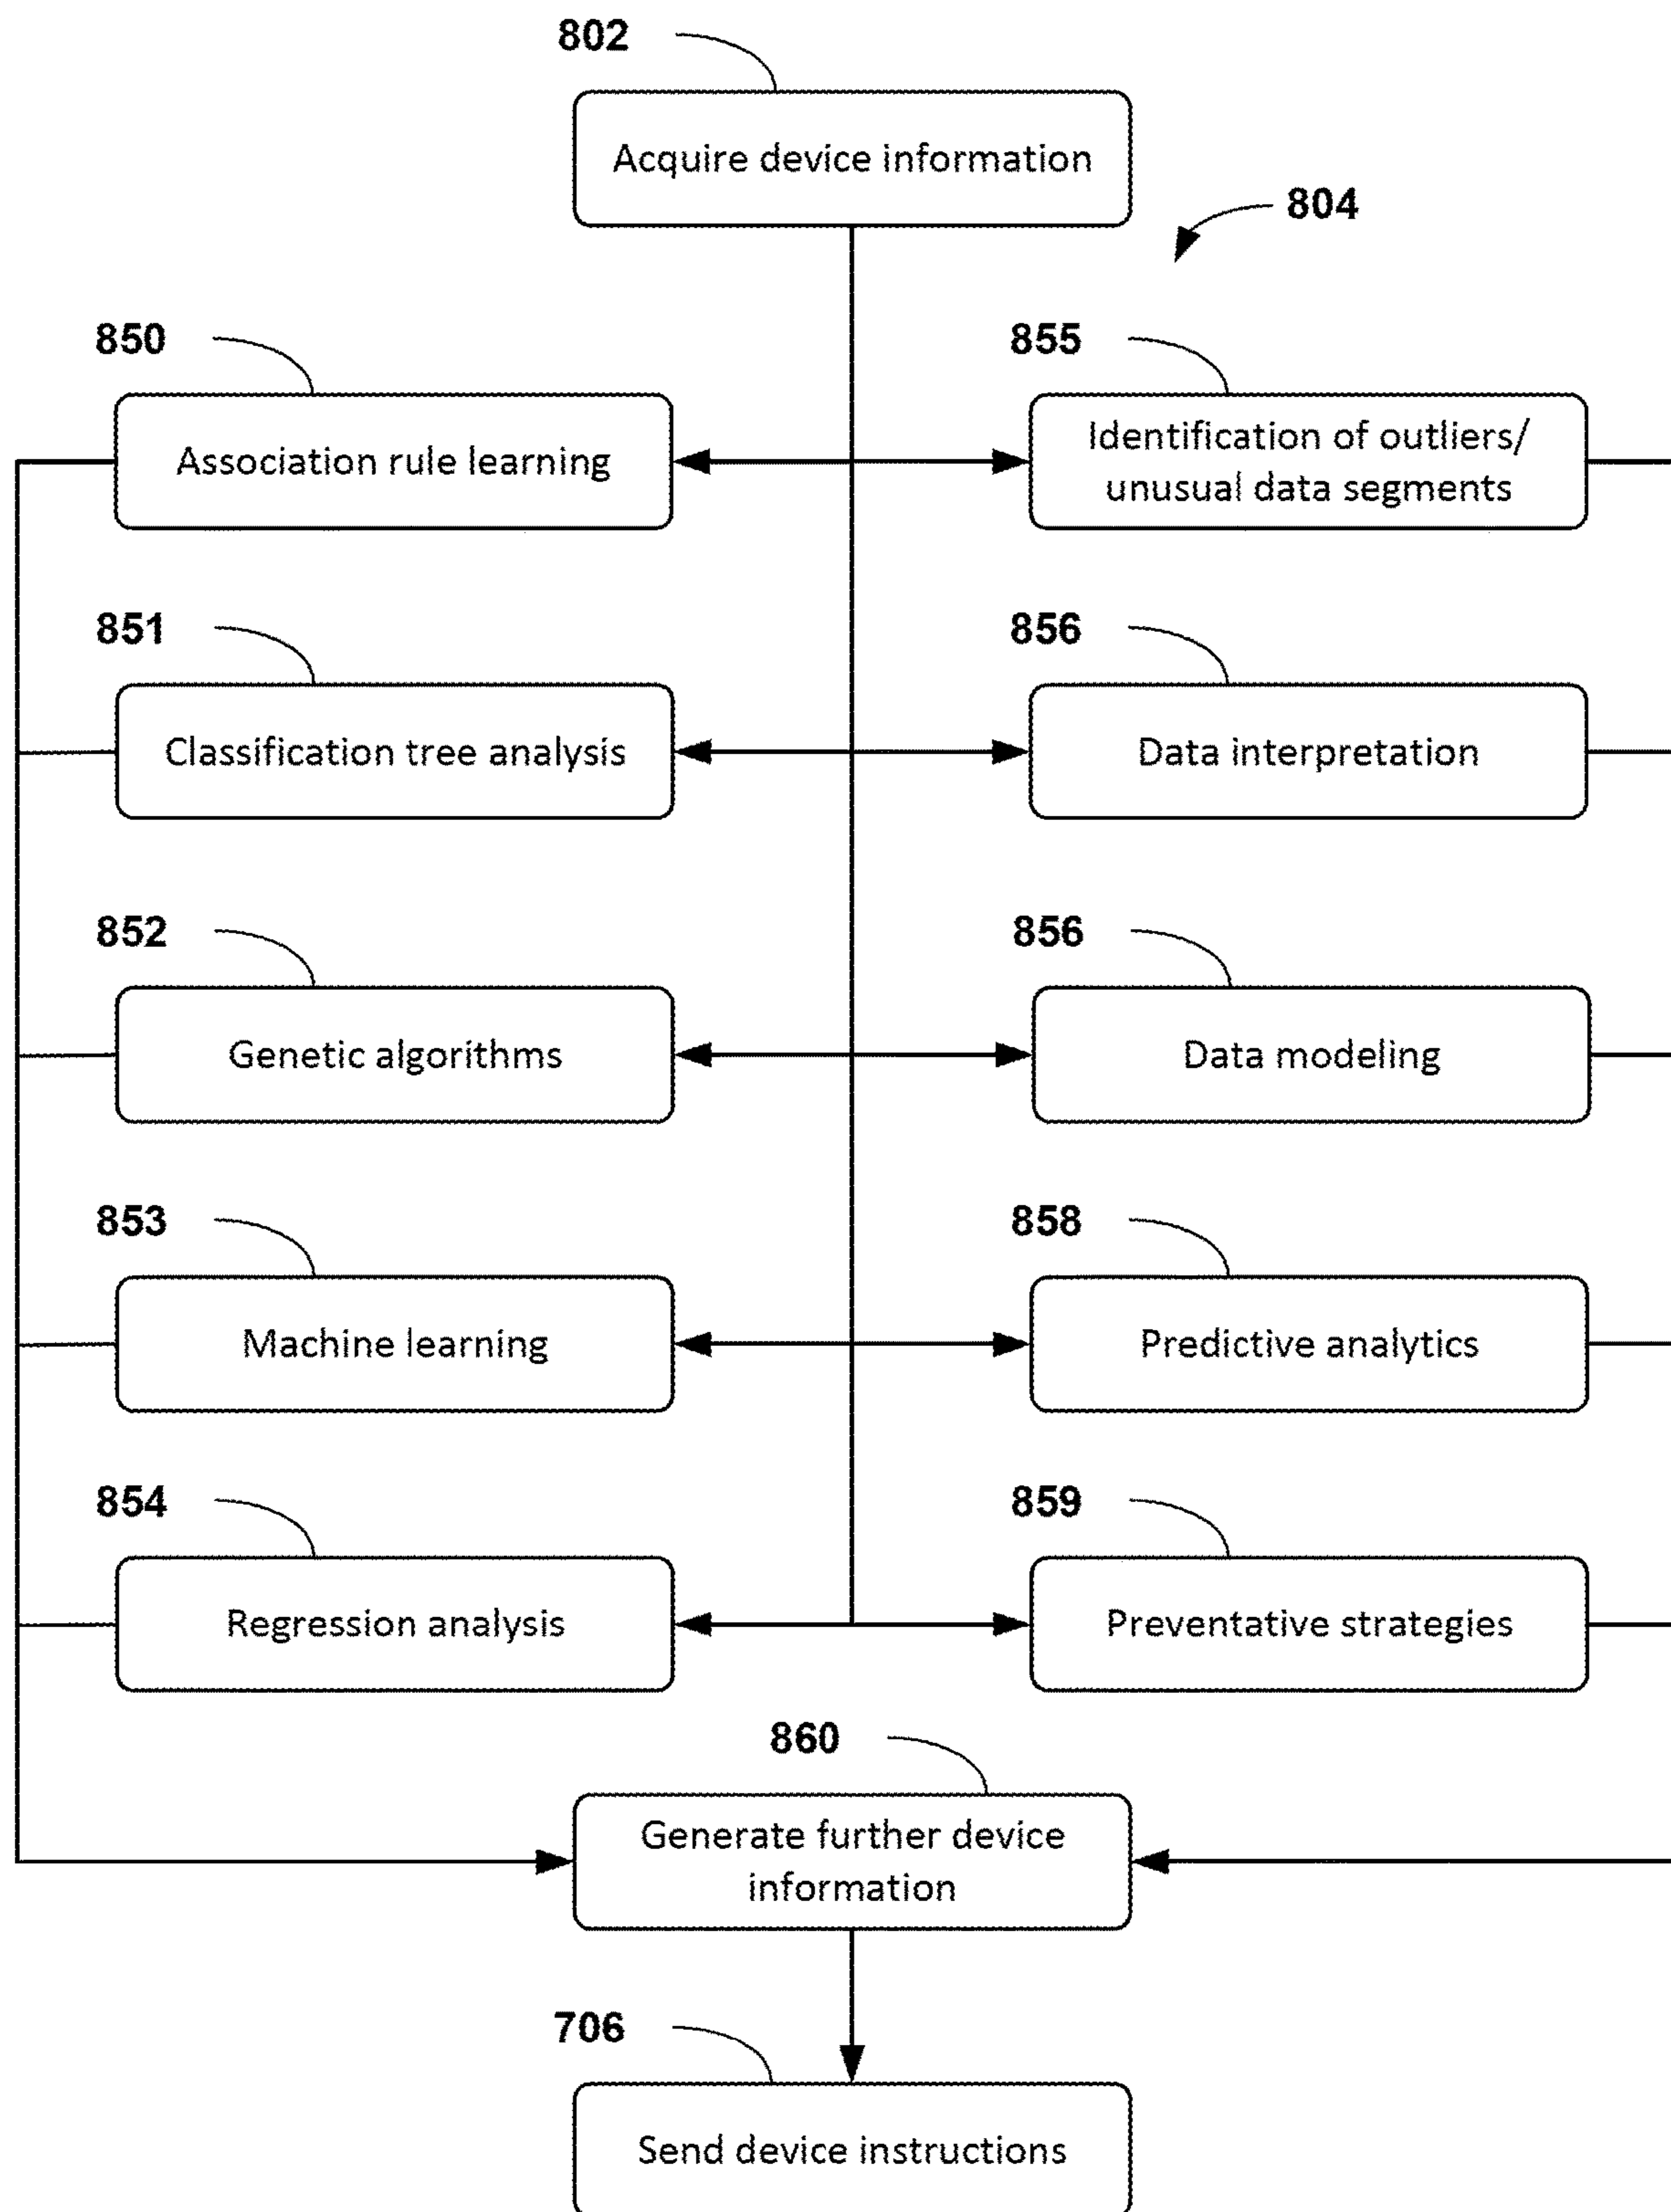 802
Acquire device information
804
850
Association rule learning
855
Identification of outliers/
unusual data segments
851
Classification tree analysis
856
Data interpretation
852
Genetic algorithms
856
Data modeling
853
Machine learning
858
Predictive analytics
854
Regression analysis
859
Preventative strategies
860
Generate further device
information
706
Send device instructions